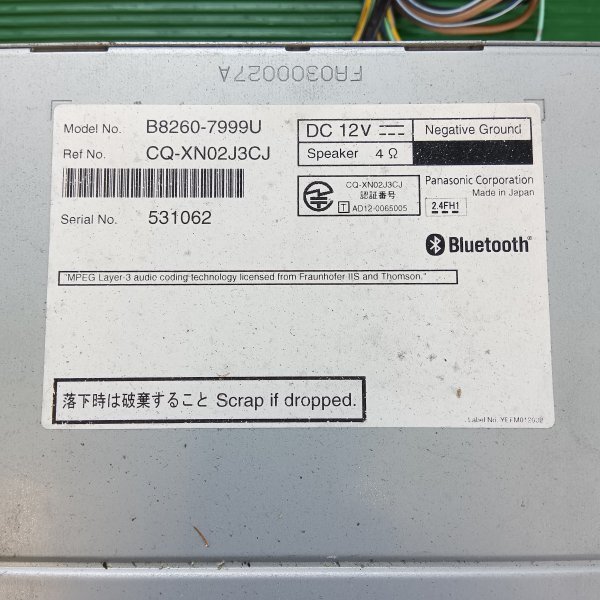 FA0300027A
Model No. B8260-7999U
Ref No. CQ-XN02J3CJ
Serial No. 531062
DC 12V
Negative Ground
Speaker 4 Ω
CQ-XN02J3CJ
認証番号
T AD12-0065005
Panasonic Corporation
Made in Japan
2.4FH1
Bluetooth®
"MPEG Layer-3 audio coding technology licensed from Fraunhofer IIS and Thomson."
落下時は破棄すること Scrap if dropped.
Label No.